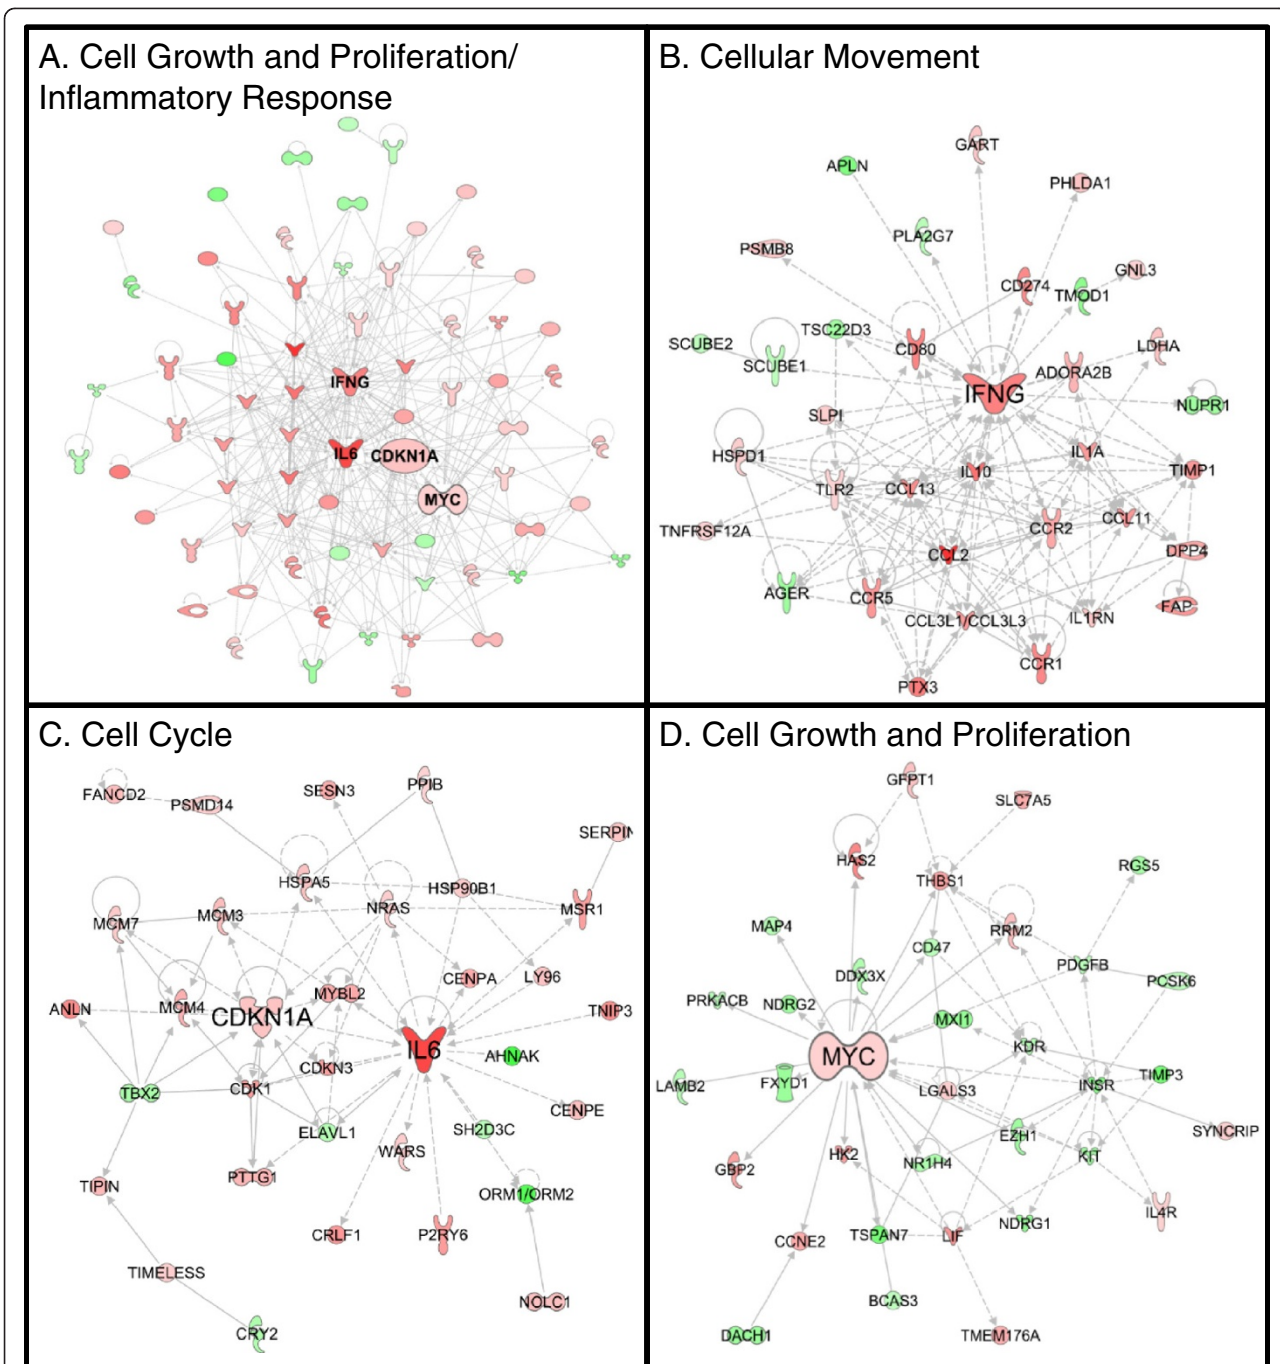 A. Cell Growth and Proliferation/
Inflammatory Response
IFNG
IL6
CDKN1A
MYC
B. Cellular Movement
GART
APLN
PHLDA1
PLA2G7
PSMB8
GNL3
CD274
TMOD1
TSC22D3
SCUBE2
CD80
LDHA
SCUBE1
ADORA2B
IFNG
NUPR1
SLPI
HSPD1
IL1A
IL10
TIMP1
TLR2
CCL13
CCL11
TNFRSF12A
CCR2
CCL2
DPP4
AGER
CCR5
FAP
CCL3L1/CCL3L3
IL1RN
CCR1
PTX3
C. Cell Cycle
PPIB
SESN3
FANCD2
PSMD14
SERPIN
HSPA5
HSP90B1
NRAS
MSR1
MCM3
MCM7
CENPA
LY96
MYBL2
ANLN
MCM4
TNIP3
CDKN1A
IL6
AHNAK
CDKN3
CDK1
TBX2
CENPE
ELAVL1
SH2D3C
WARS
PTTG1
TIPIN
ORM1/ORM2
CRLF1
P2RY6
TIMELESS
NOLC1
CRY2
D. Cell Growth and Proliferation
GFPT1
SLC7A5
HAS2
RGS5
THBS1
MAP4
RRM2
CD47
PDGFB
DDX3X
PCSK6
PRKACB
NDRG2
MXI1
KDR
MYC
TIMP3
FXYD1
LAMB2
LGALS3
INSR
SYNCRIP
EZH1
HK2
KIT
NR1H4
GBP2
IL4R
NDRG1
TSPAN7
LIF
CCNE2
BCAS3
DACH1
TMEM176A